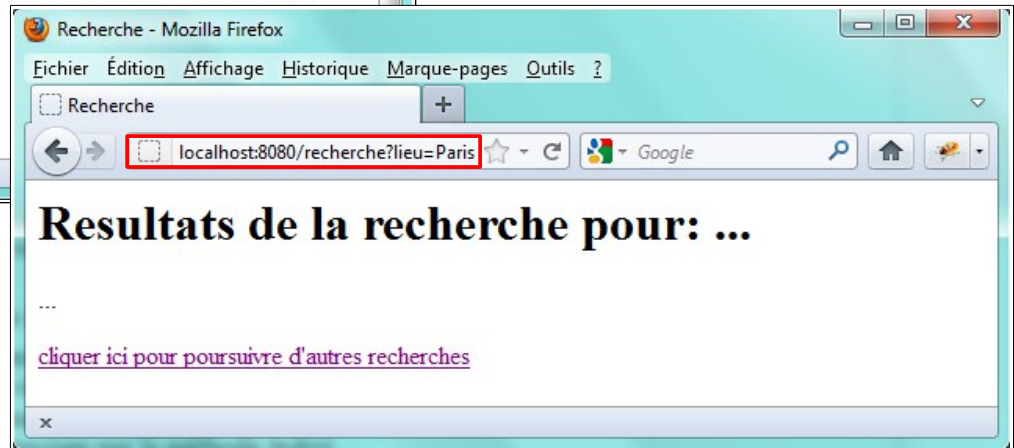 Recherche - Mozilla Firefox
Fichier Édition Affichage Historique Marque-pages Outils ?
Recherche
localhost:8080/recherche?lieu=Paris Google
Resultats de la recherche pour: ...
---
cliquer ici pour poursuivre d'autres recherches
x